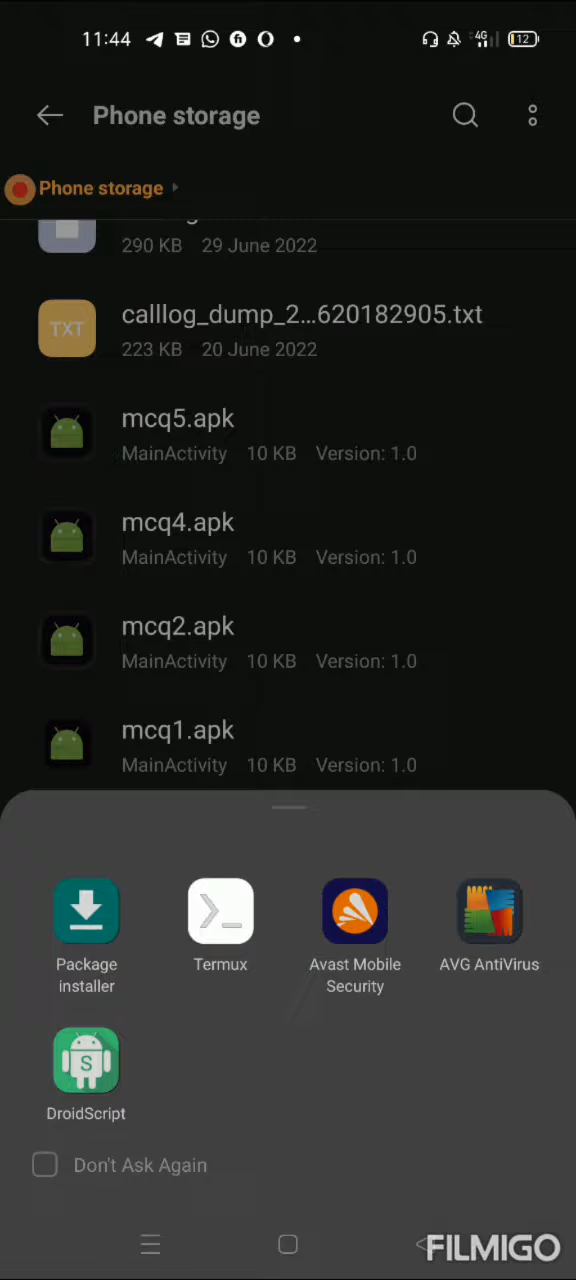 11:44
4G
12
Phone storage
Phone storage
290 KB 29 June 2022
TXT
calllog_dump_2...620182905.txt
223 KB 20 June 2022
mcq5.apk
MainActivity 10 KB Version: 1.0
mcq4.apk
MainActivity 10 KB Version: 1.0
mcq2.apk
MainActivity 10 KB Version: 1.0
mcq1.apk
MainActivity 10 KB Version: 1.0
Package installer
Termux
Avast Mobile Security
AVG AntiVirus
S
DroidScript
Don't Ask Again
FILMIGO